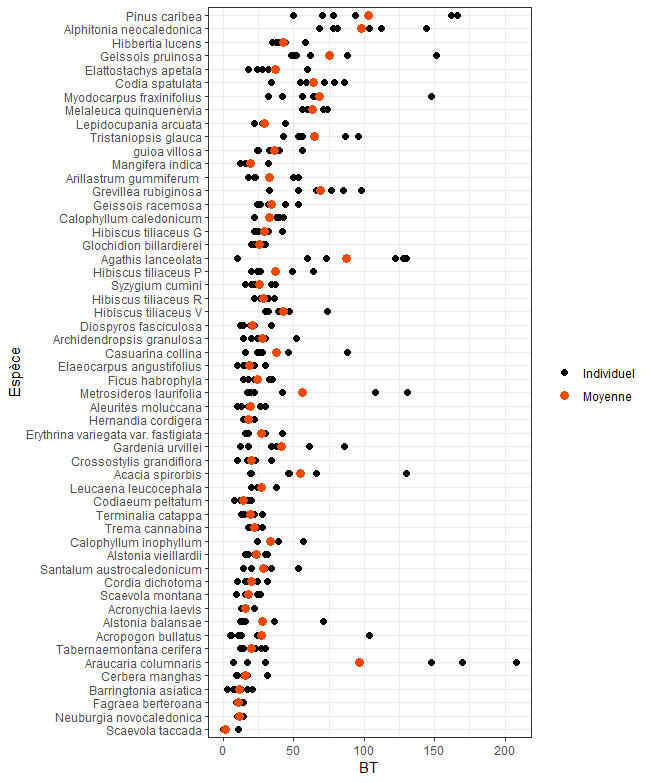 Pinus caribea
Alphitonia neocaledonica
Hibbertia lucens
Geissois pruinosa
Elattostachys apetala
Codia spatulata
Myodocarpus fraxinifolius
Melaleuca quinquenervia
Lepidocupania arcuata
Tristaniopsis glauca
guioa villosa
Mangifera indica
Arillastrum gummiferum
Grevillea rubiginosa
Geissois racemosa
Calophyllum caledonicum
Hibiscus tiliaceus G
Glochidion billardierei
Agathis lanceolata
Hibiscus tiliaceus P
Syzygium cumini
Hibiscus tiliaceus R
Hibiscus tiliaceus V
Diospyros fasciculosa
Archidendropsis granulosa
Casuarina collina
Elaeocarpus angustifolius
Ficus habrophyla
Metrosideros laurifolia
Aleurites moluccana
Hernandia cordigera
Erythrina variegata var. fastigiata
Gardenia urvillei
Crossostylis grandiflora
Acacia spirorbis
Leucaena leucocephala
Codiaeum peltatum
Terminalia catappa
Trema cannabina
Calophyllum inophyllum
Alstonia vieillardii
Santalum austrocaledonicum
Cordia dichotoma
Scaevola montana
Acronychia laevis
Alstonia balansae
Acropogon bullatus
Tabernaemontana cerifera
Araucaria columnaris
Cerbera manghas
Barringtonia asiatica
Fagraea berteroana
Neuburgia novocaledonica
Scaevola taccada
Espèce
0 50 100 150 200
BT
Individuel
Moyenne